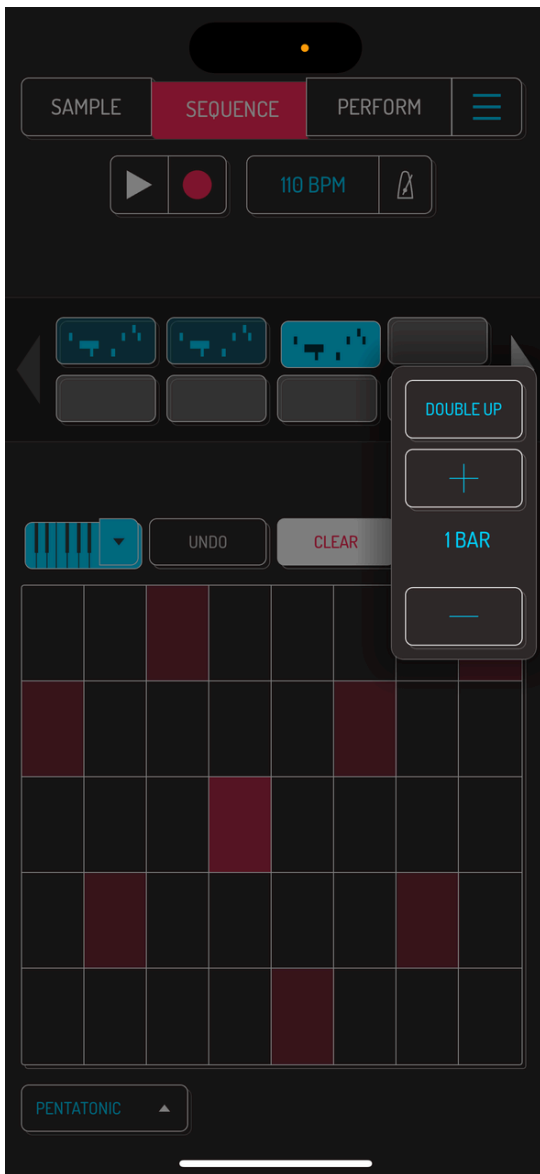 SAMPLE
SEQUENCE
PERFORM
110 BPM
DOUBLE UP
1 BAR
UNDO
CLEAR
PENTATONIC